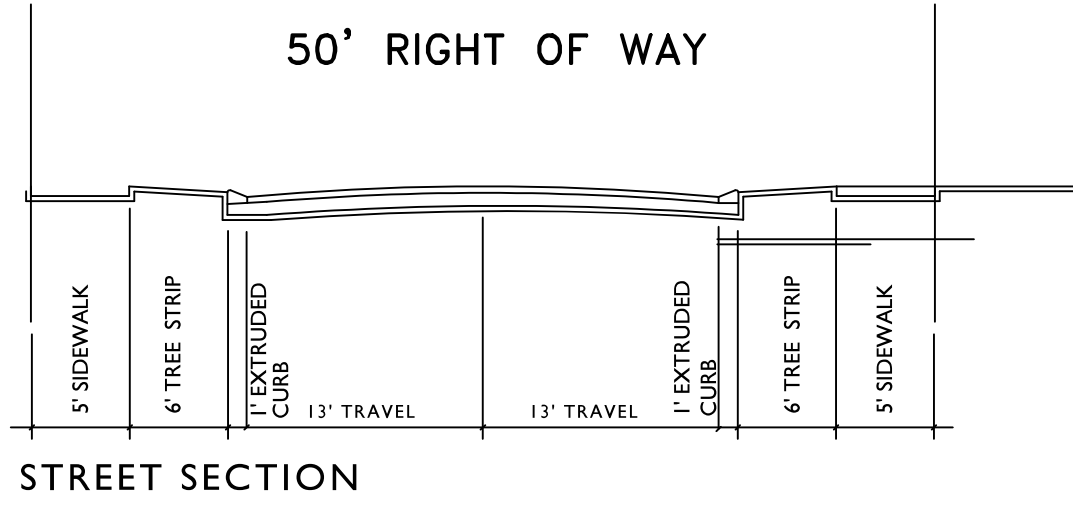 50' RIGHT OF WAY
5' SIDEWALK
6' TREE STRIP
1' EXTRUDED
CURB
13' TRAVEL
13' TRAVEL
1' EXTRUDED
CURB
6' TREE STRIP
5' SIDEWALK
STREET SECTION